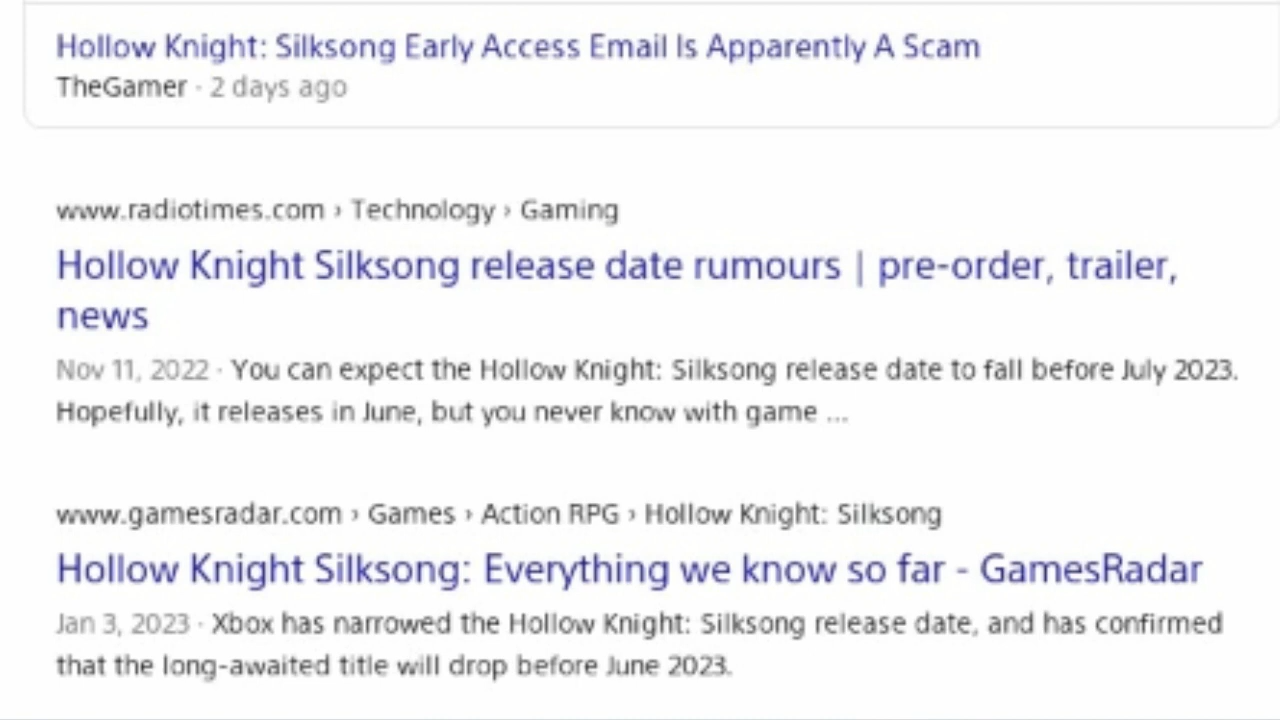 Hollow Knight: Silksong Early Access Email Is Apparently A Scam
TheGamer · 2 days ago
www.radiotimes.com › Technology › Gaming
Hollow Knight Silksong release date rumours | pre-order, trailer,
news
Nov 11, 2022 · You can expect the Hollow Knight: Silksong release date to fall before July 2023.
Hopefully, it releases in June, but you never know with game ...
www.gamesradar.com › Games › Action RPG › Hollow Knight: Silksong
Hollow Knight Silksong: Everything we know so far - GamesRadar
Jan 3, 2023 · Xbox has narrowed the Hollow Knight: Silksong release date, and has confirmed
that the long-awaited title will drop before June 2023.